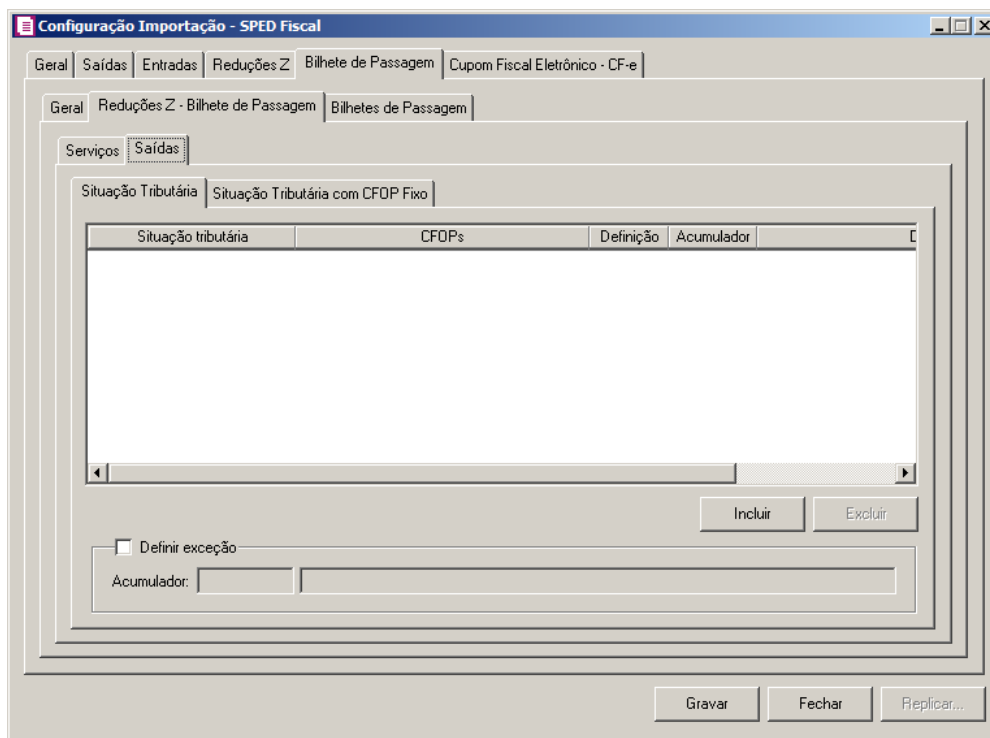 Configuração Importação - SPED Fiscal
Geral Saídas Entradas Reduções Z Bilhete de Passagem Cupom Fiscal Eletrônico - CF-e
Geral Reduções Z - Bilhete de Passagem Bilhetes de Passagem
Serviços Saídas
Situação Tributária Situação Tributária com CFOP Fixo
Situação tributária CFOPs Definição Acumulador
Incluir Excluir
Definir exceção
Acumulador:
Gravar Fechar Replicar...